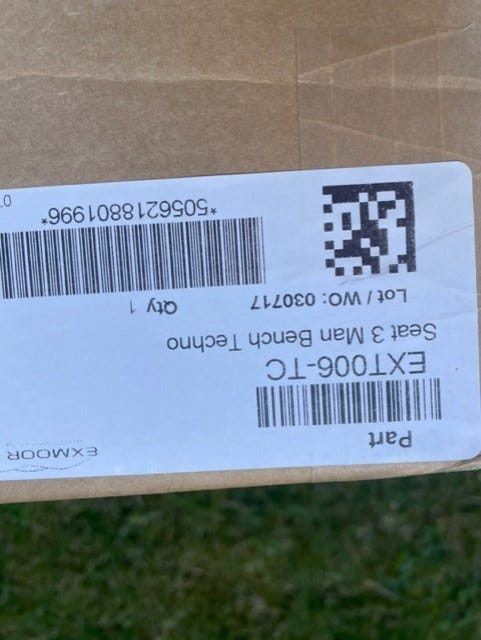 EXMOOR
Part
EXT006-TC
Seat 3 Man Bench Techno
Lot / WO: 030717
Qty 1
*5056218801996*